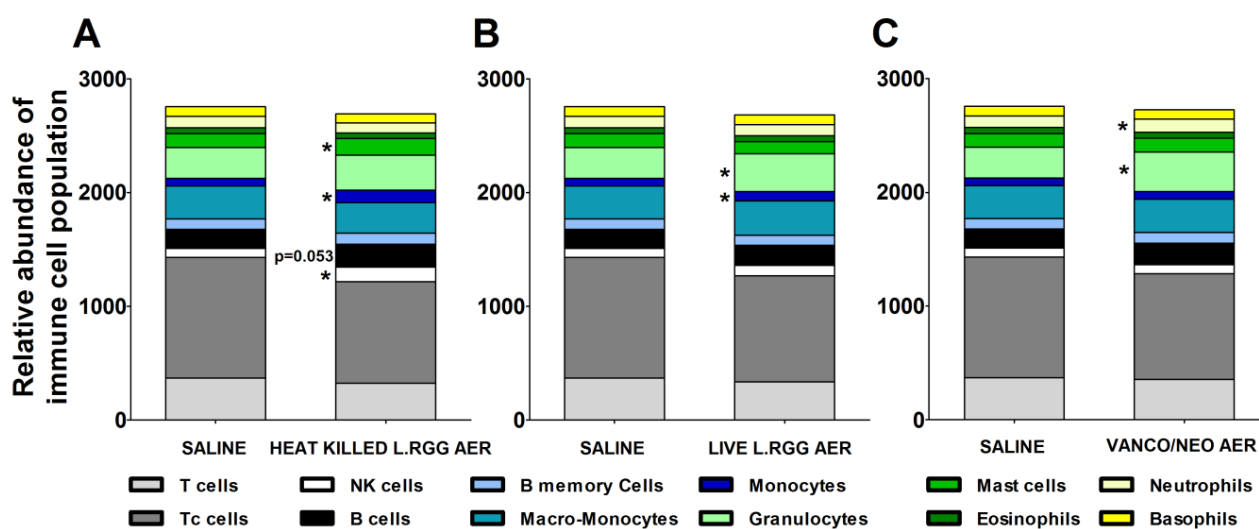 A
B
C
Relative abundance of
immune cell population
3000
2000
1000
0
*
*
p=0.053
*
SALINE
HEAT KILLED L.RGG AER
3000
2000
1000
0
*
*
SALINE
LIVE L.RGG AER
3000
2000
1000
0
*
*
SALINE
VANCO/NEO AER
T cells
NK cells
B memory Cells
Monocytes
Mast cells
Neutrophils
Tc cells
B cells
Macro-Monocytes
Granulocytes
Eosinophils
Basophils